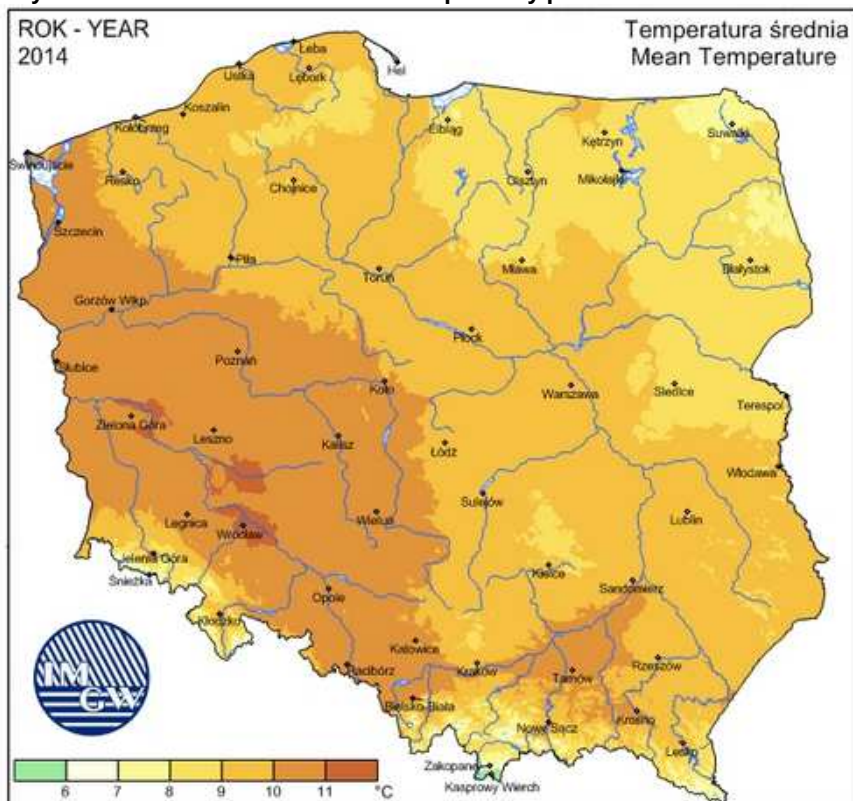 ROK - YEAR
2014
Temperatura średnia
Mean Temperature
Łeba
Hel
Ustka
Lębork
Koszalin
Kołobrzeg
Elbląg
Kętrzyn
Suwałki
Świnoujście
Resko
Chojnice
Olsztyn
Mikołajki
Szczecin
Piła
Toruń
Mława
Białystok
Gorzów Wlkp.
Płock
Słubice
Poznań
Koło
Warszawa
Siedlce
Terespol
Zielona Góra
Leszno
Kalisz
Łódź
Włodawa
Sulejów
Legnica
Wrocław
Wieluń
Lublin
Jelenia Góra
Śnieżka
Kielce
Opole
Sandomierz
Kłodzko
Katowice
Racibórz
Kraków
Tarnów
Rzeszów
Bielsko-Biała
Nowy Sącz
Krosno
Lesko
Zakopane
Kasprowy Wierch
IM
GW
6 7 8 9 10 11 °C